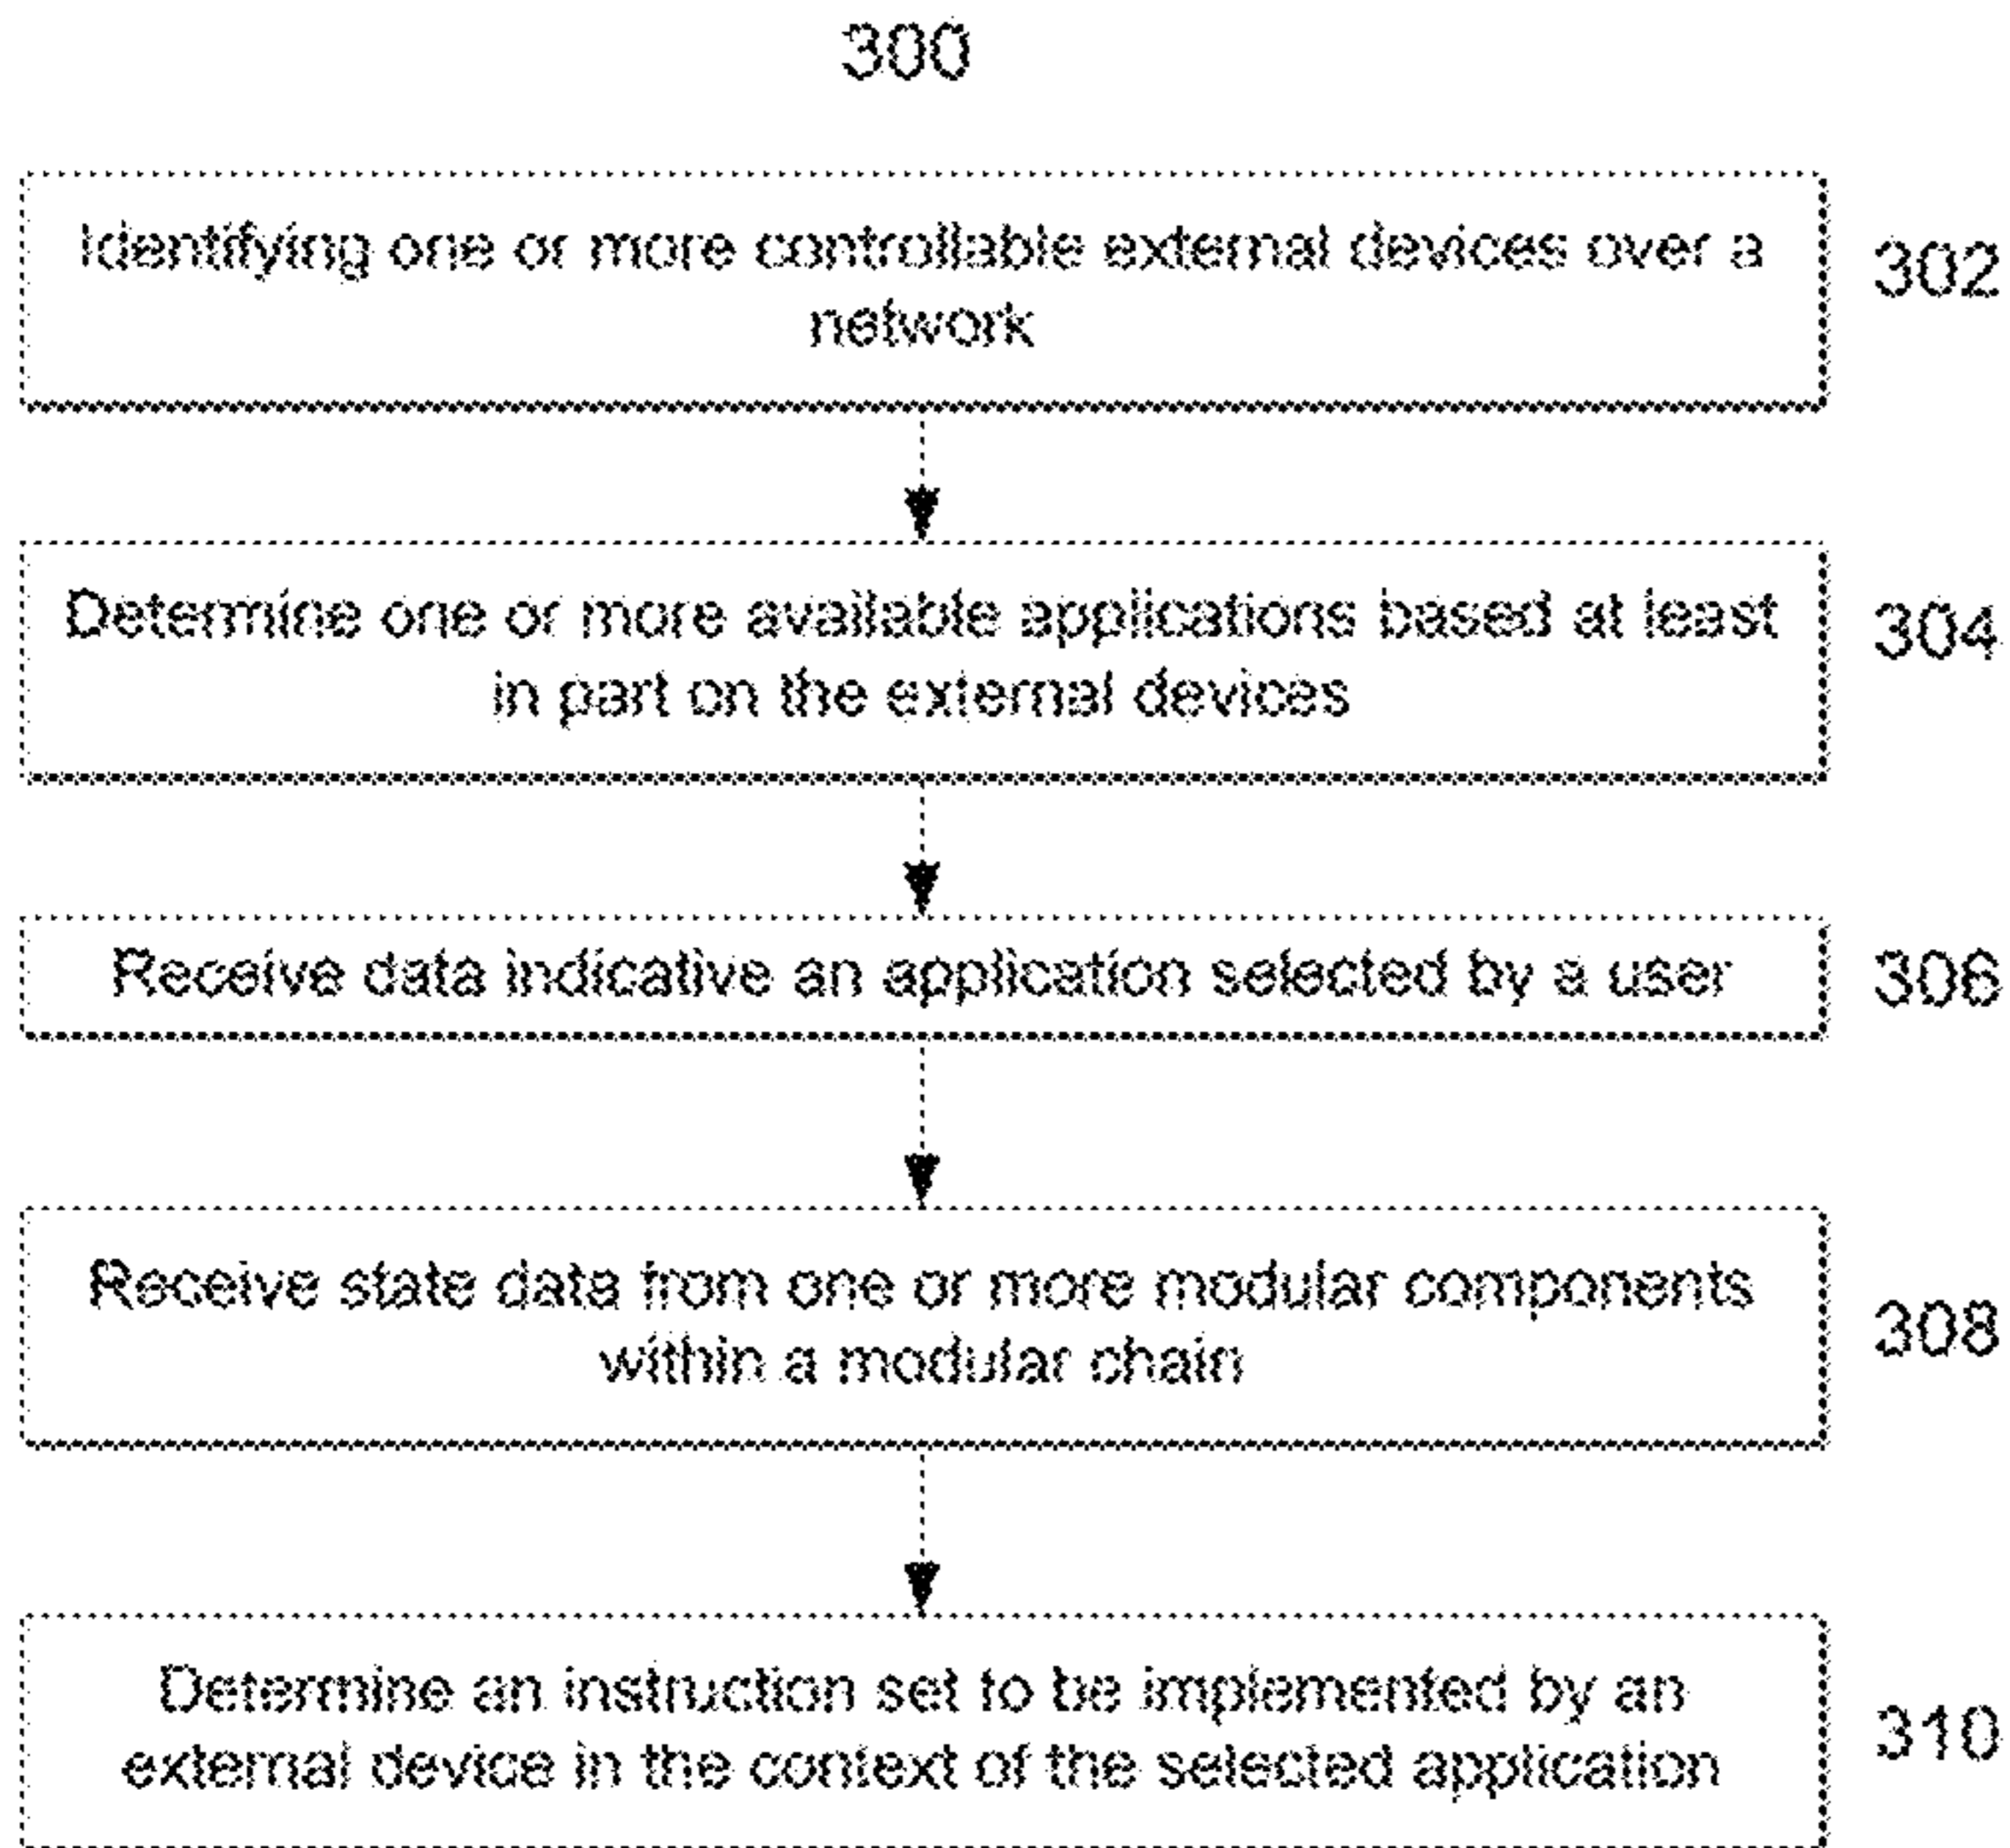 300
Identifying one or more controllable external devices over a
network
302
Determine one or more available applications based at least
in part on the external devices
304
Receive data indicative an application selected by a user
306
Receive state data from one or more modular components
within a modular chain
308
Determine an instruction set to be implemented by an
external device in the context of the selected application
310